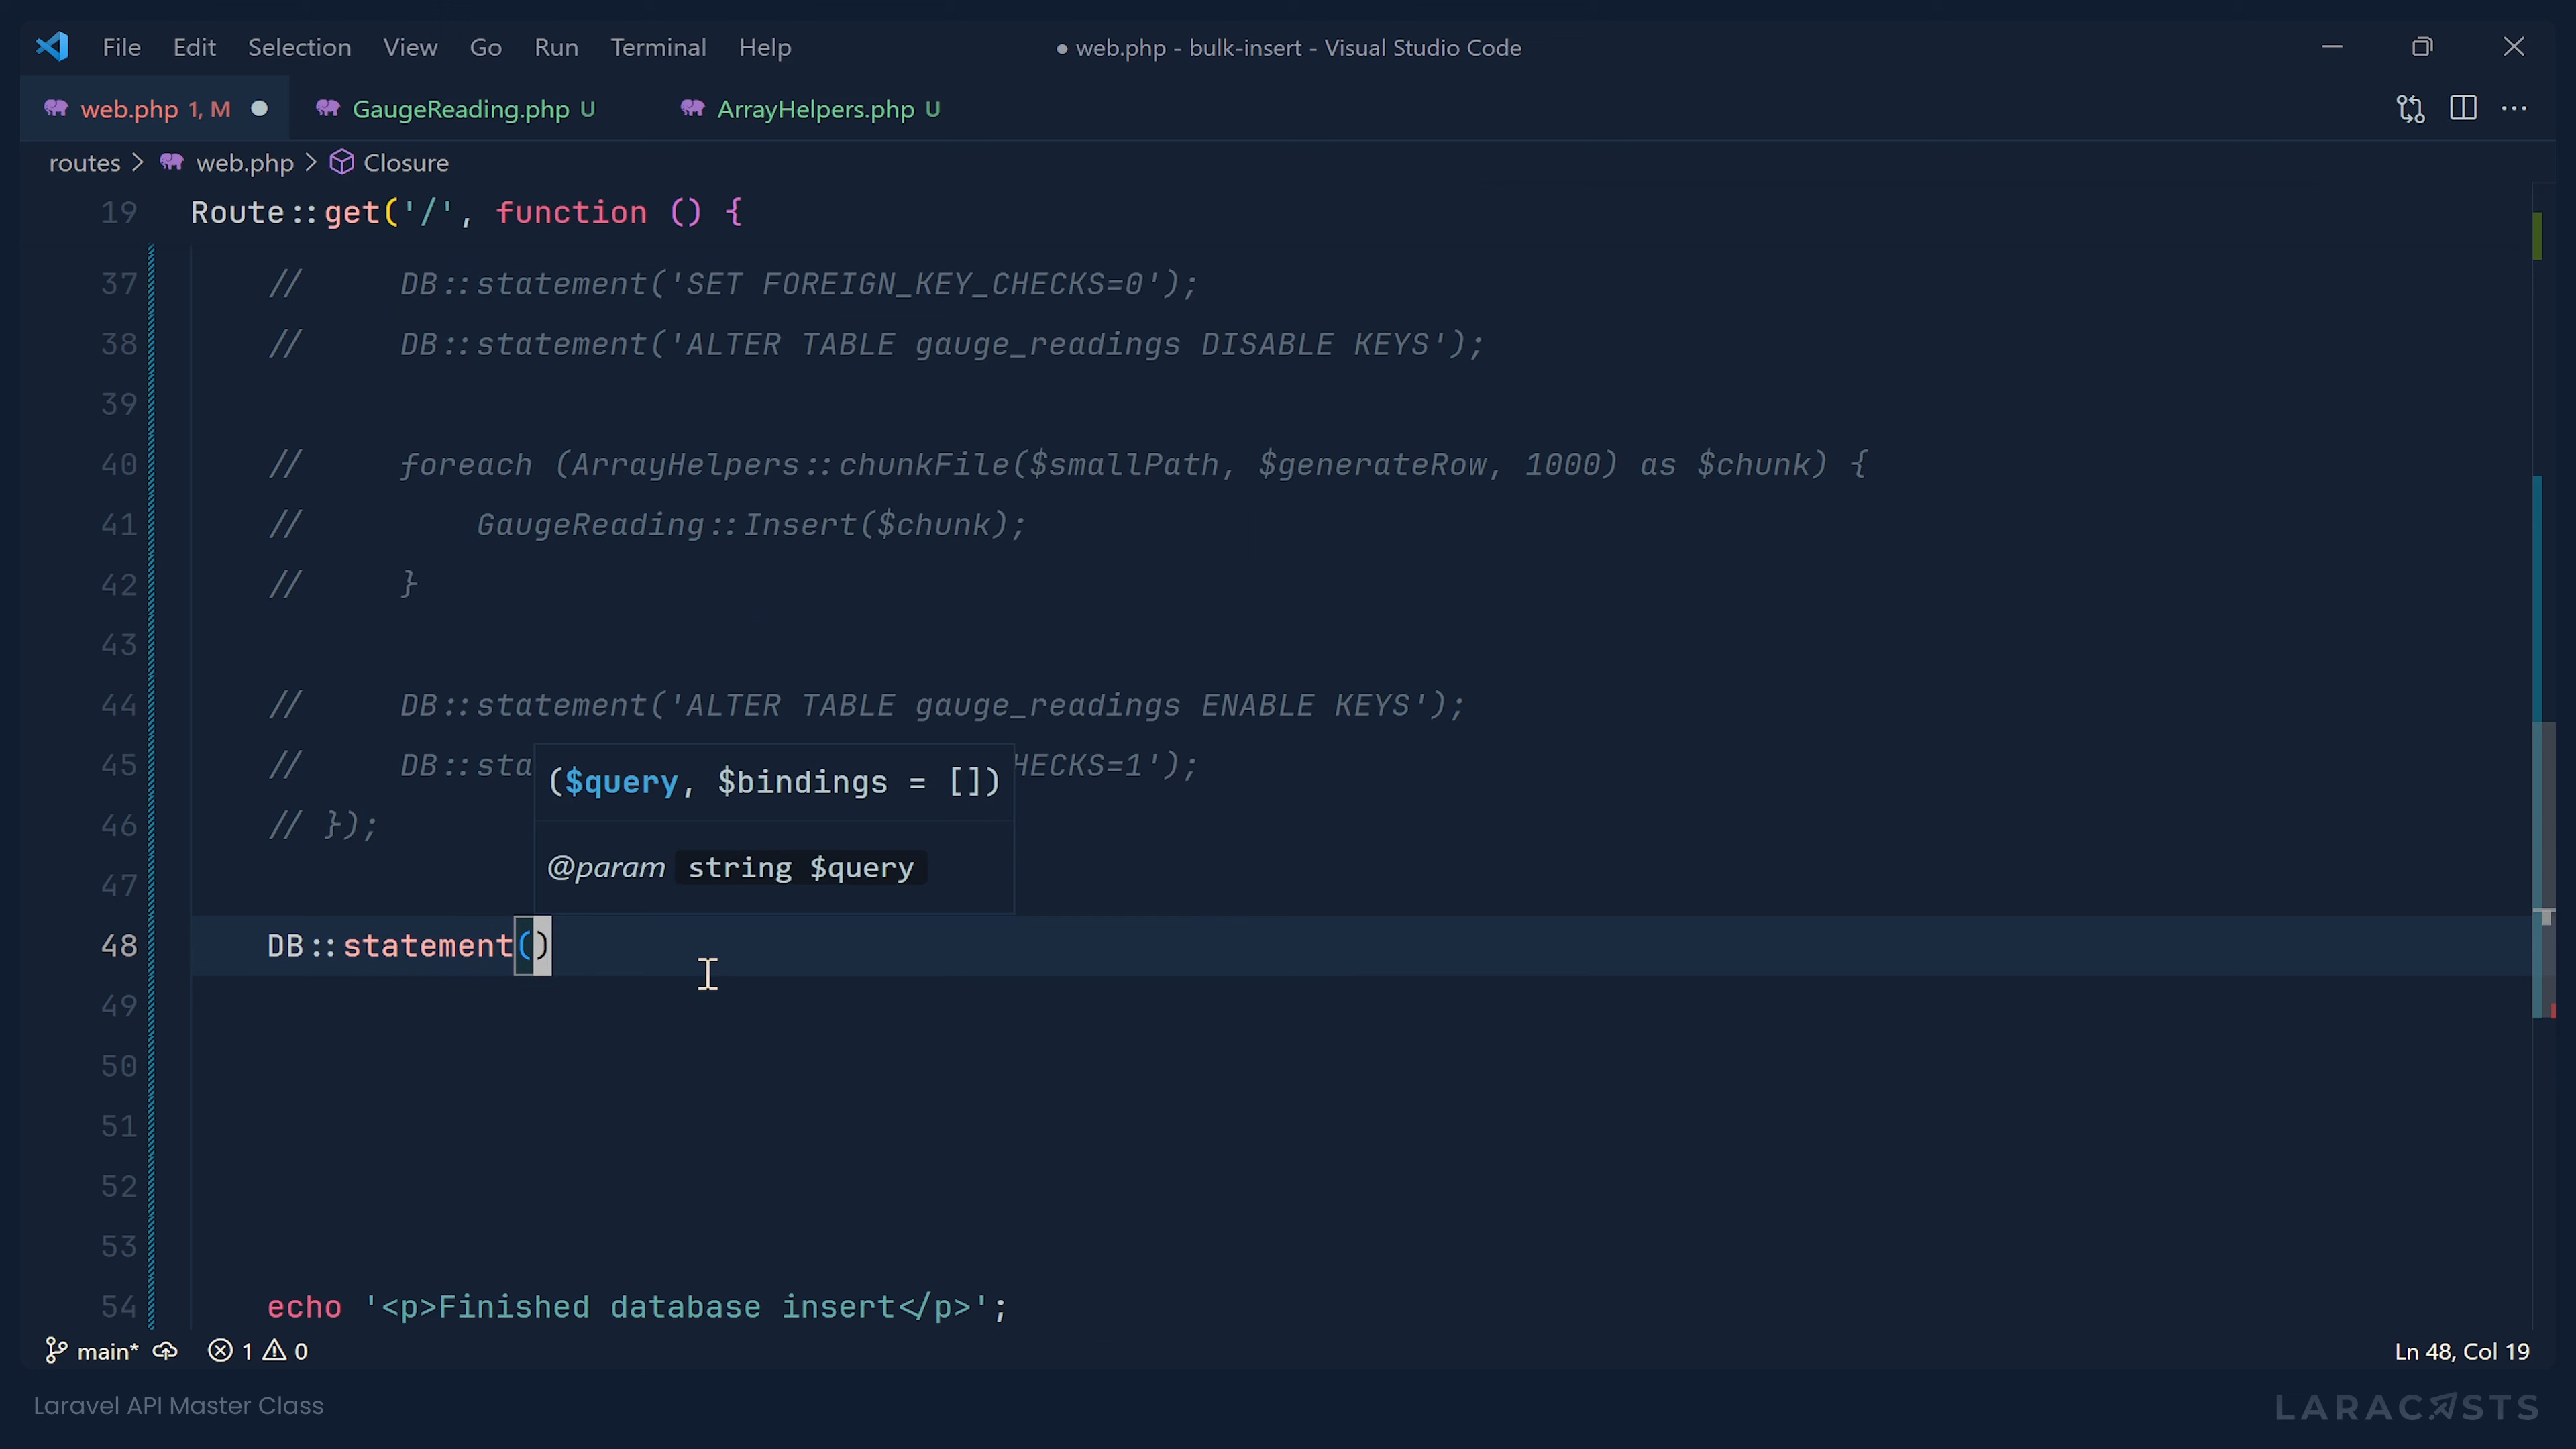 File Edit Selection View Go Run Terminal Help ● web.php - bulk-insert - Visual Studio Code
web.php 1, M ● GaugeReading.php U ArrayHelpers.php U ...
routes > web.php > Closure
19 Route::get('/', function () {
37 // DB::statement('SET FOREIGN_KEY_CHECKS=0');
38 // DB::statement('ALTER TABLE gauge_readings DISABLE KEYS');
39
40 // foreach (ArrayHelpers::chunkFile($smallPath, $generateRow, 1000) as $chunk) {
41 // GaugeReading::Insert($chunk);
42 // }
43
44 // DB::statement('ALTER TABLE gauge_readings ENABLE KEYS');
45 // DB::sta HECKS=1');
($query, $bindings = [])
46 // });
@param string $query
47
48 DB::statement()
49
50
51
52
53
54 echo '<p>Finished database insert</p>';
main* 1 0 Ln 48, Col 19
Laravel API Master Class LARACASTS